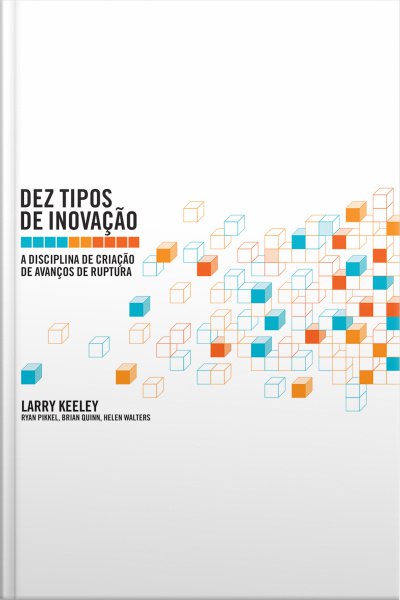 DEZ TIPOS
DE INOVAÇÃO
A DISCIPLINA DE CRIAÇÃO
DE AVANÇOS DE RUPTURA
LARRY KEELEY
RYAN PIKKEL, BRIAN QUINN, HELEN WALTERS